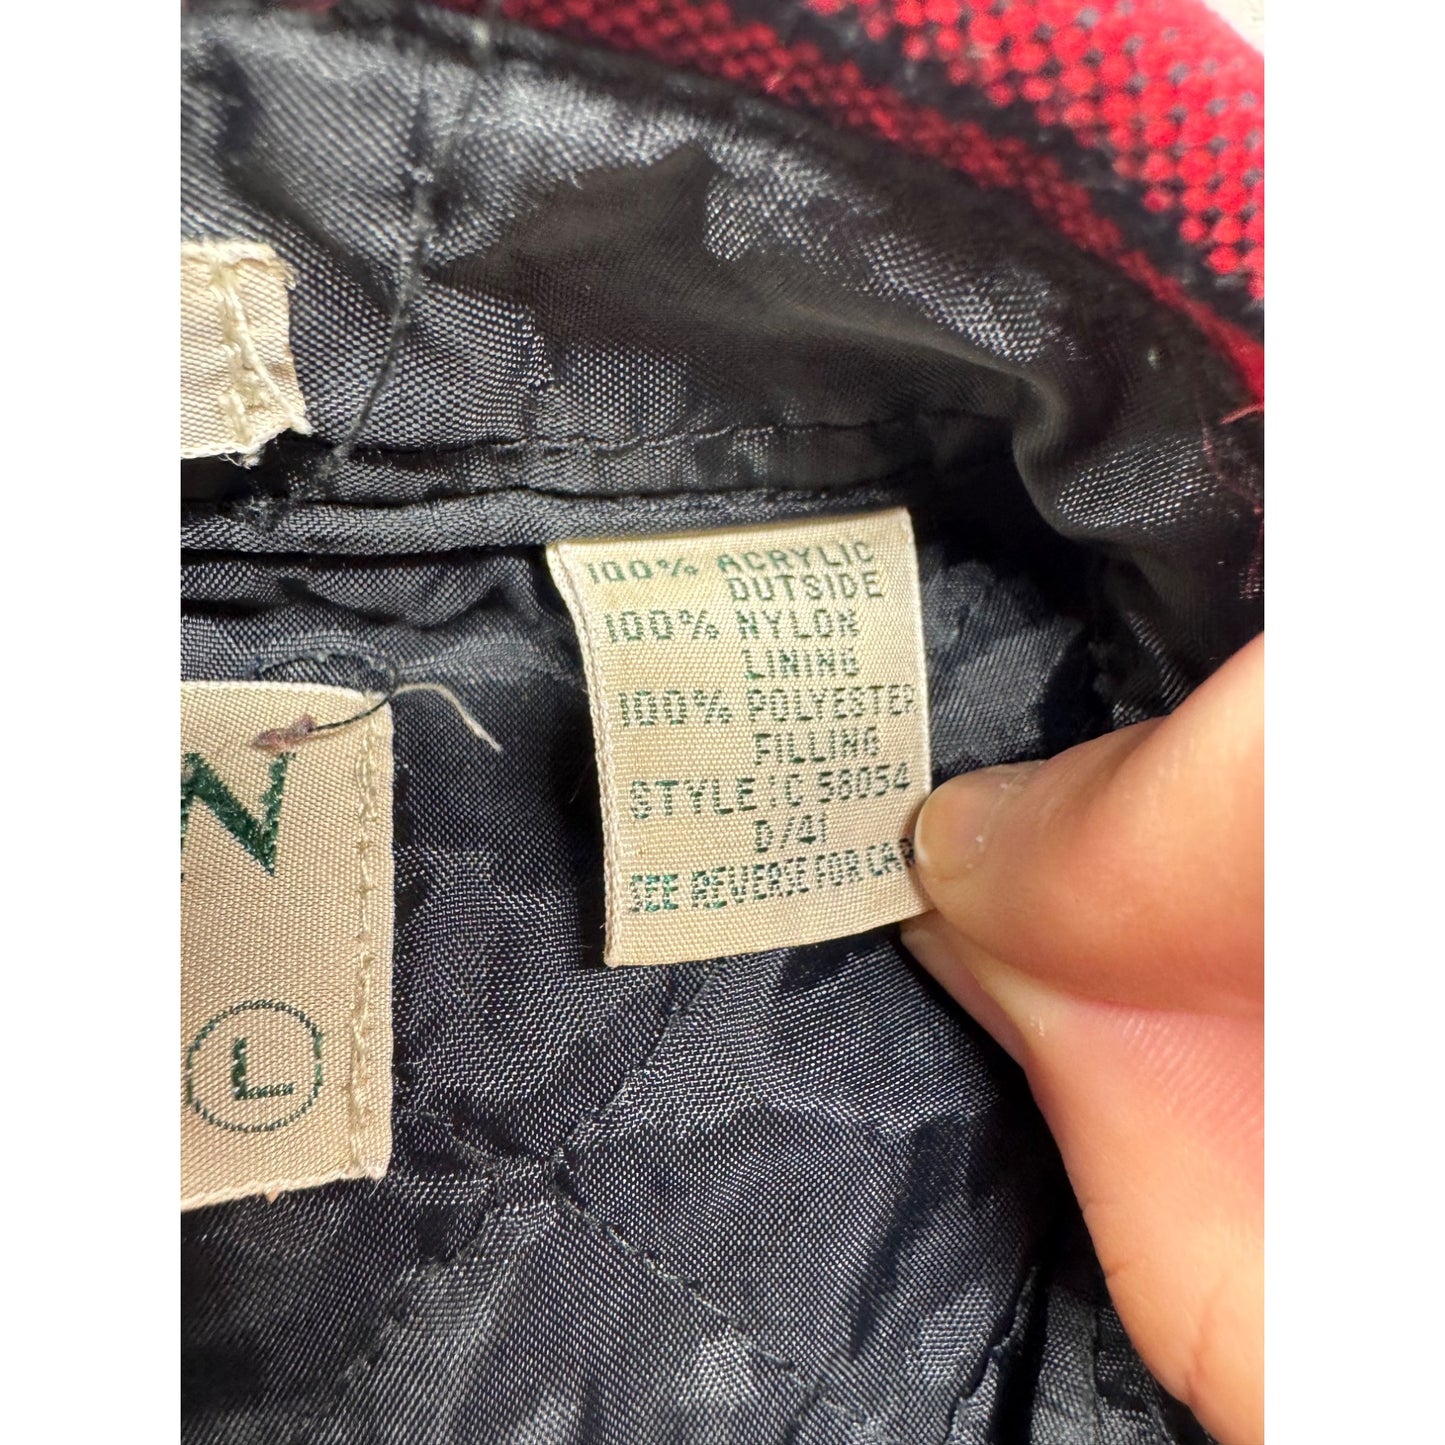 100% ACRYLIC
OUTSIDE
100% NYLON
LINING
100% POLYESTER
FILLING
STYLE:C 58054
D/41
SEE REVERSE FOR CAR
W
L